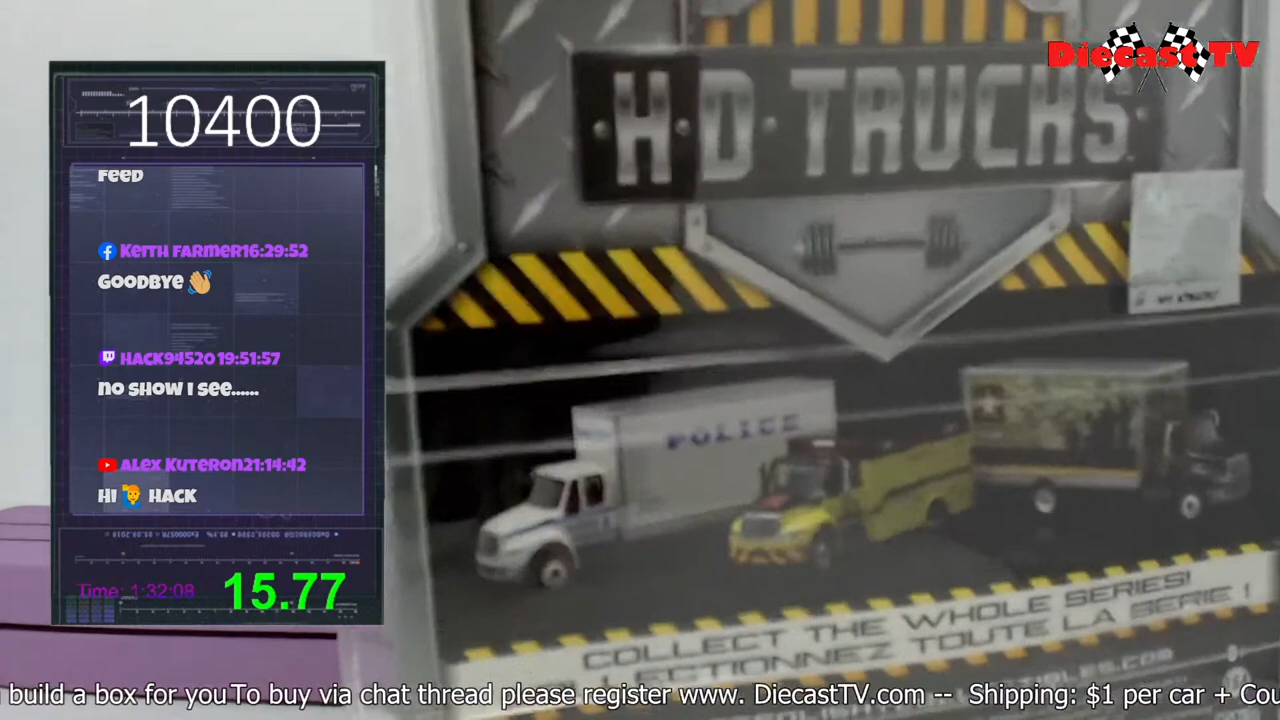 10400
FEED
KEITH FARMER16:29:52
GOODBYE 👋
HACK94520 19:51:57
NO SHOW I SEE......
ALEX KUTERON21:14:42
HI 🙋 HACK
Time: 1:32:08
15.77
Diecast TV
HD·TRUCKS
POLICE
COLLECT THE WHOLE SERIES!
LECTIONNEZ TOUTE LA SÉRIE !
build a box for you To buy via chat thread please register www. DiecastTV.com -- Shipping: $1 per car + Cou